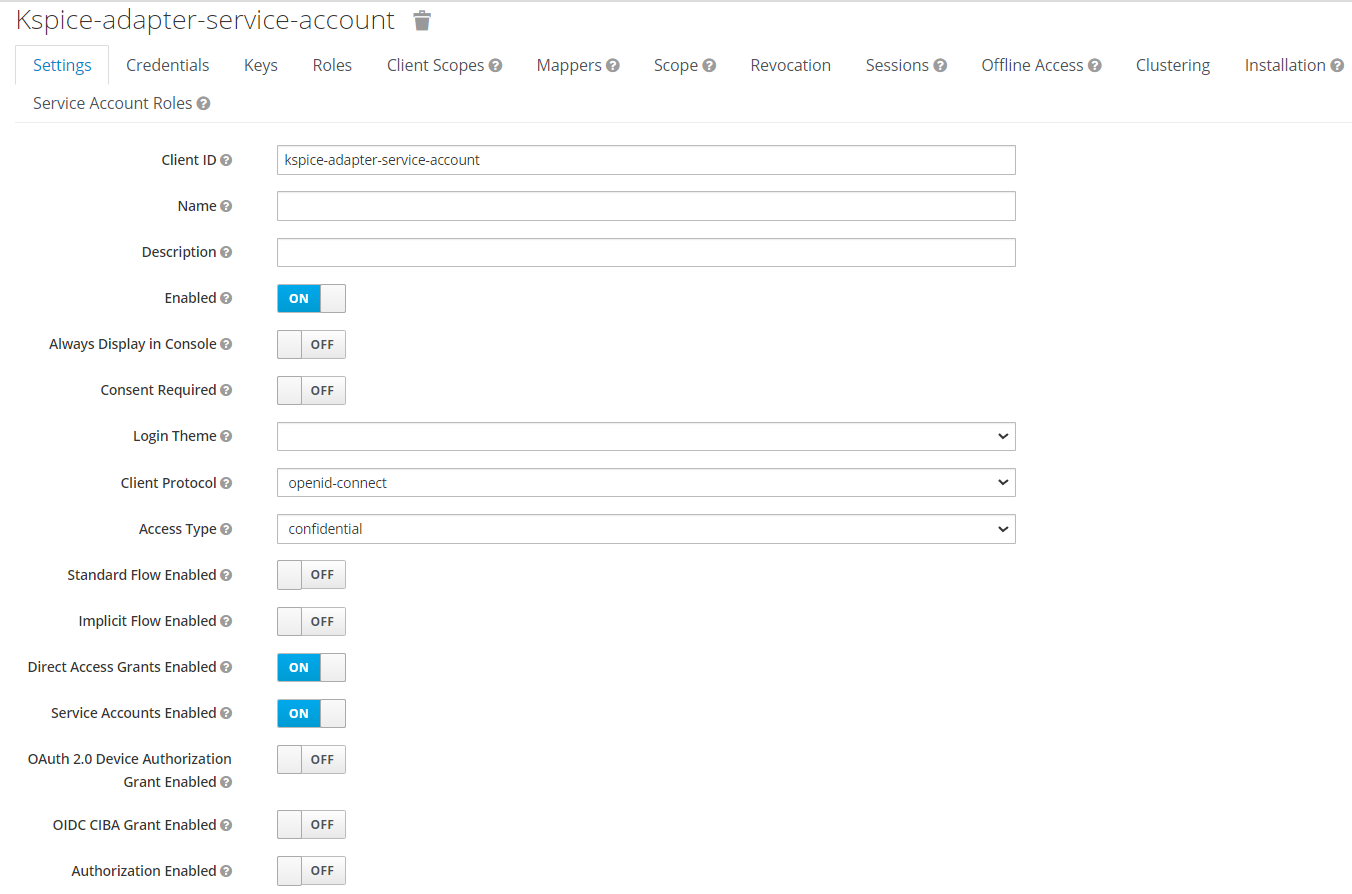 Kspice-adapter-service-account
Settings Credentials Keys Roles Client Scopes Mappers Scope Revocation Sessions Offline Access Clustering Installation
Service Account Roles
Client ID kspice-adapter-service-account
Name
Description
Enabled ON
Always Display in Console OFF
Consent Required OFF
Login Theme
Client Protocol openid-connect
Access Type confidential
Standard Flow Enabled OFF
Implicit Flow Enabled OFF
Direct Access Grants Enabled ON
Service Accounts Enabled ON
OAuth 2.0 Device Authorization OFF
Grant Enabled
OIDC CIBA Grant Enabled OFF
Authorization Enabled OFF